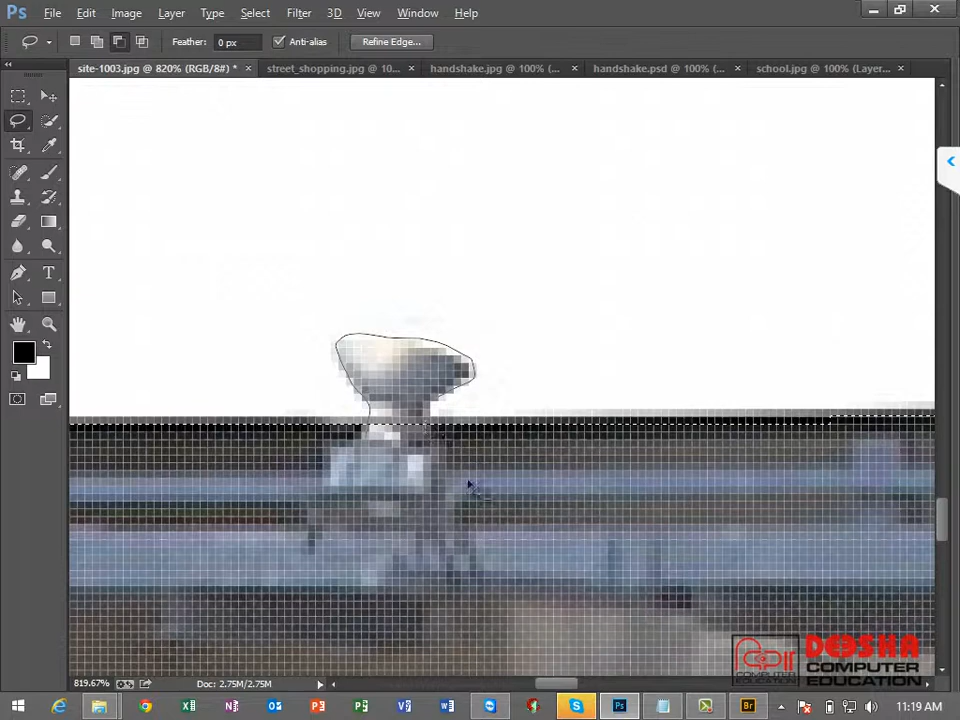 Ps File Edit Image Layer Type Select Filter 3D View Window Help
Feather: 0 px Anti-alias Refine Edge...
site-1003.jpg @ 820% (RGB/8#) * × street_shopping.jpg @ 10... × handshake.jpg @ 100% (... × handshake.psd @ 100% (... × school.jpg @ 100% (Layer... ×
T
819.67% Doc: 2.75M/2.75M
DEESHA
COMPUTER
EDUCATION
11:19 AM